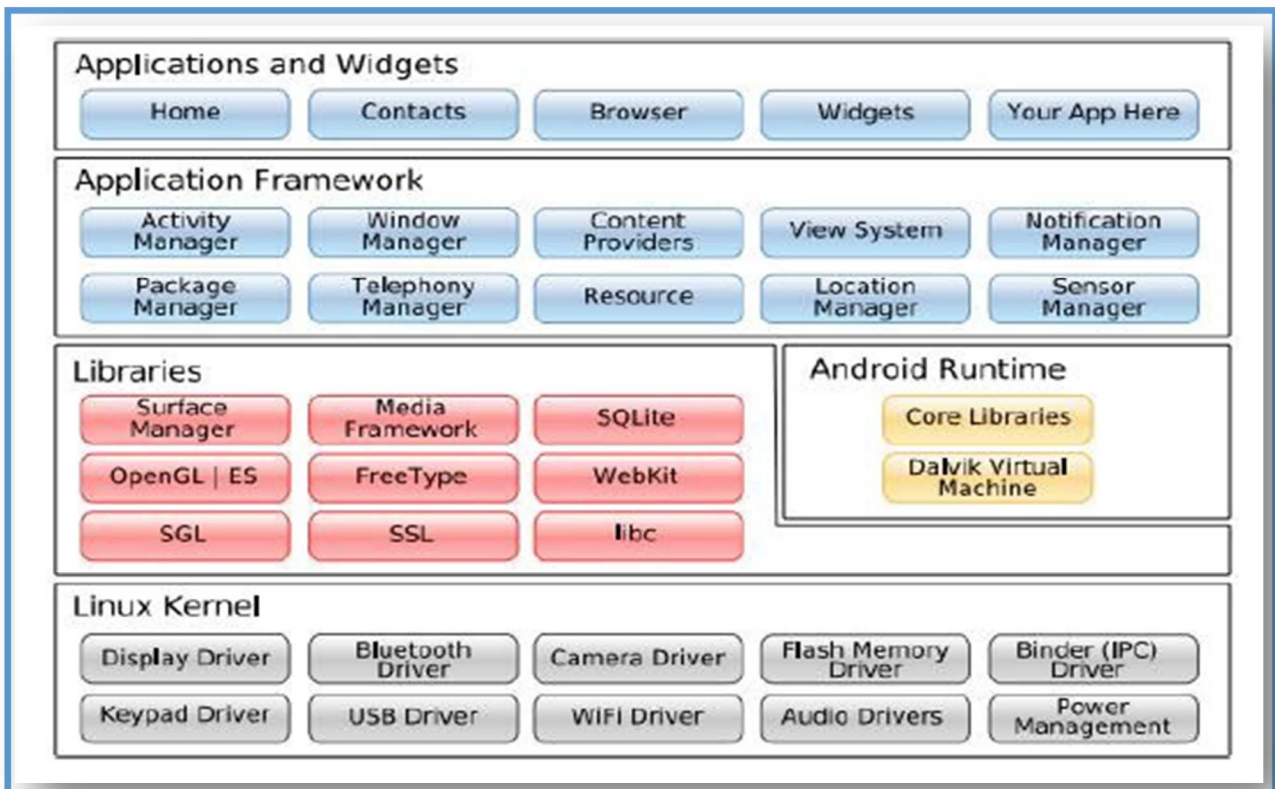 Applications and Widgets
Home Contacts Browser Widgets Your App Here
Application Framework
Activity Manager Window Manager Content Providers View System Notification Manager
Package Manager Telephony Manager Resource Location Manager Sensor Manager
Libraries
Surface Manager Media Framework SQLite
OpenGL | ES FreeType WebKit
SGL SSL libc
Android Runtime
Core Libraries
Dalvik Virtual Machine
Linux Kernel
Display Driver Bluetooth Driver Camera Driver Flash Memory Driver Binder (IPC) Driver
Keypad Driver USB Driver WiFi Driver Audio Drivers Power Management